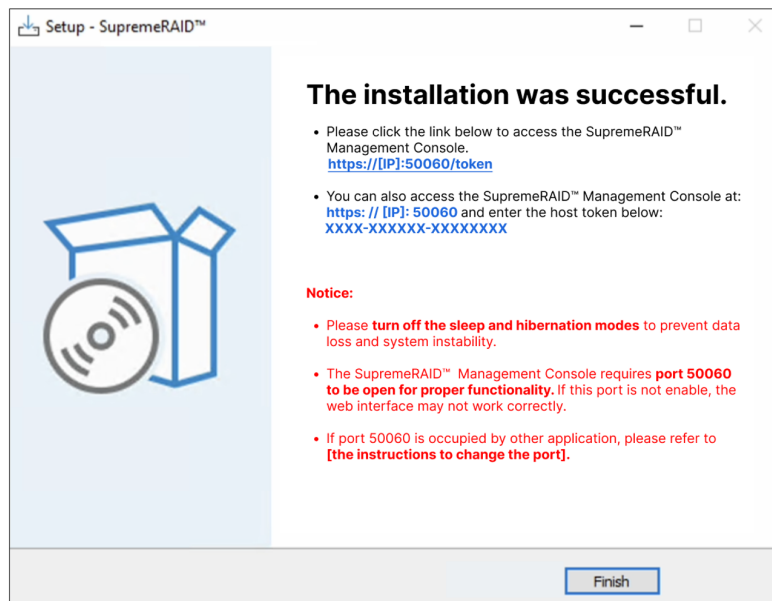 Setup - SupremeRAID™
The installation was successful.
• Please click the link below to access the SupremeRAID™
Management Console.
https://[IP]:50060/token
• You can also access the SupremeRAID™ Management Console at:
https: // [IP]: 50060 and enter the host token below:
XXXX-XXXXXX-XXXXXXXX
Notice:
• Please turn off the sleep and hibernation modes to prevent data
loss and system instability.
• The SupremeRAID™ Management Console requires port 50060
to be open for proper functionality. If this port is not enable, the
web interface may not work correctly.
• If port 50060 is occupied by other application, please refer to
[the instructions to change the port].
Finish